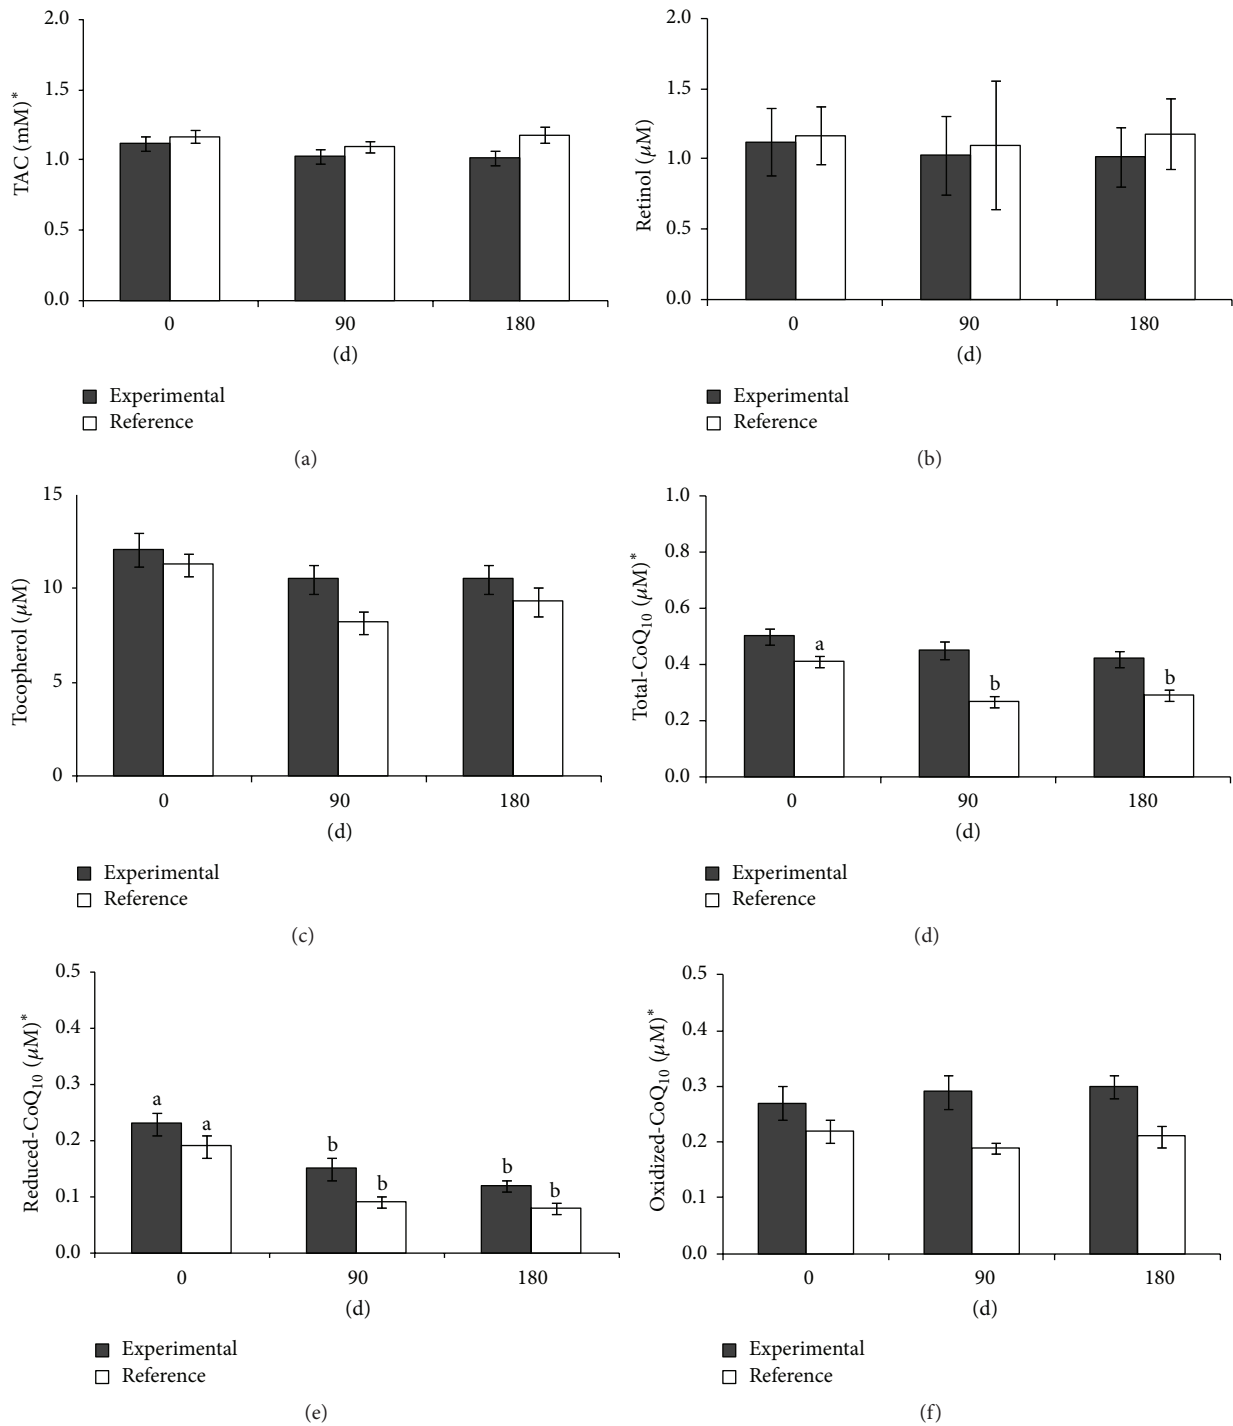 2.0
1.5
1.0
0.5
0.0
TAC (mM)*
0 90 180
(d)
Experimental
Reference
(a)
2.0
1.5
1.0
0.5
0.0
Retinol (μM)
0 90 180
(d)
Experimental
Reference
(b)
15
10
5
0
Tocopherol (μM)
0 90 180
(d)
Experimental
Reference
(c)
1.0
0.8
0.6
0.4
0.2
0.0
Total-CoQ10 (μM)*
a
b
b
0 90 180
(d)
Experimental
Reference
(d)
0.5
0.4
0.3
0.2
0.1
0.0
Reduced-CoQ10 (μM)*
a
a
b
b
b
b
0 90 180
(d)
Experimental
Reference
(e)
0.5
0.4
0.3
0.2
0.1
0.0
Oxidized-CoQ10 (μM)*
0 90 180
(d)
Experimental
Reference
(f)